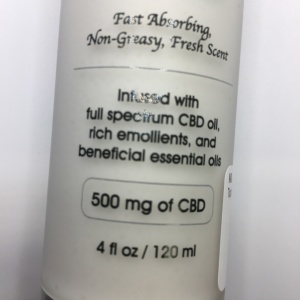 Fast Absorbing,
Non-Greasy, Fresh Scent
Infused with
full spectrum CBD oil,
rich emollients, and
beneficial essential oils
500 mg of CBD
4 fl oz / 120 ml